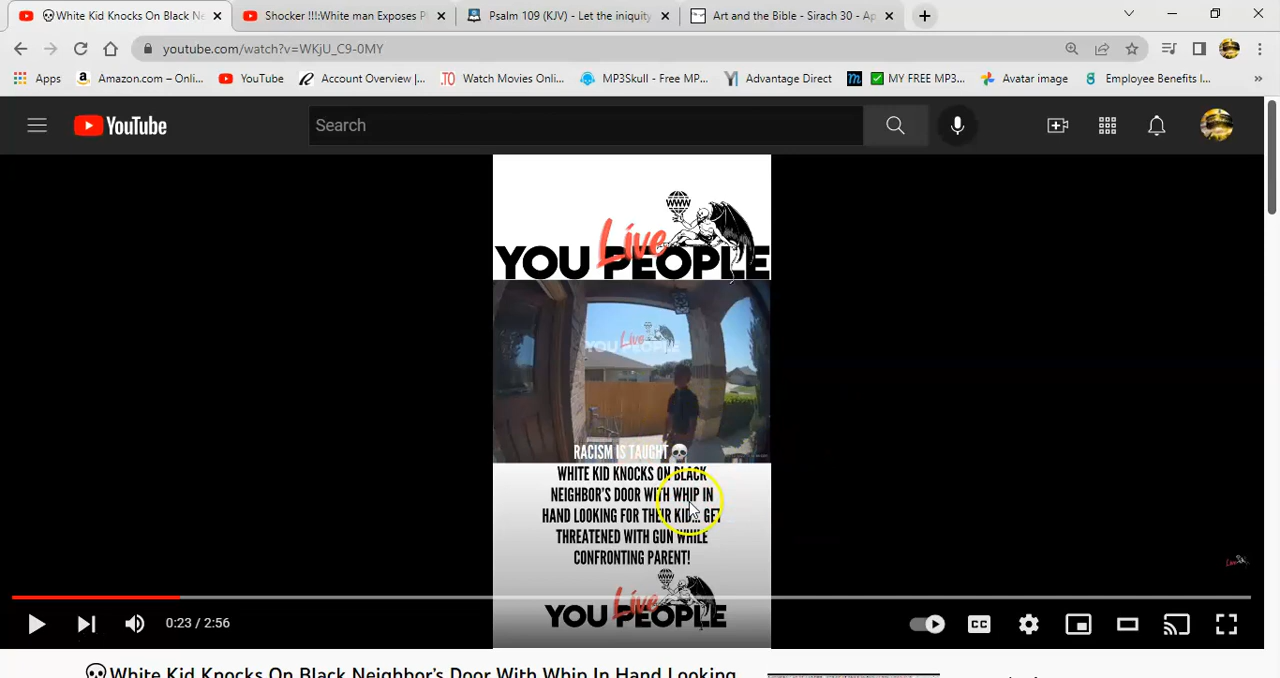 White Kid Knocks On Black Ne
Shocker !!!:White man Exposes P
Psalm 109 (KJV) - Let the iniquity
Art and the Bible - Sirach 30 - Ap
youtube.com/watch?v=WKjU_C9-0MY
Apps
Amazon.com – Onli...
YouTube
Account Overview |...
Watch Movies Onli...
MP3Skull - Free MP...
Advantage Direct
MY FREE MP3...
Avatar image
Employee Benefits I...
YouTube
Search
WWW
Live
YOU PEOPLE
Live
YOU PEOPLE
RACISM IS TAUGHT
WHITE KID KNOCKS ON BLACK
NEIGHBOR'S DOOR WITH WHIP IN
HAND LOOKING FOR THEIR KID... GET
THREATENED WITH GUN WHILE
CONFRONTING PARENT!
Live
YOU PEOPLE
0:23 / 2:56
CC
White Kid Knocks On Black Neighbor's Door With Whip In Hand Looking